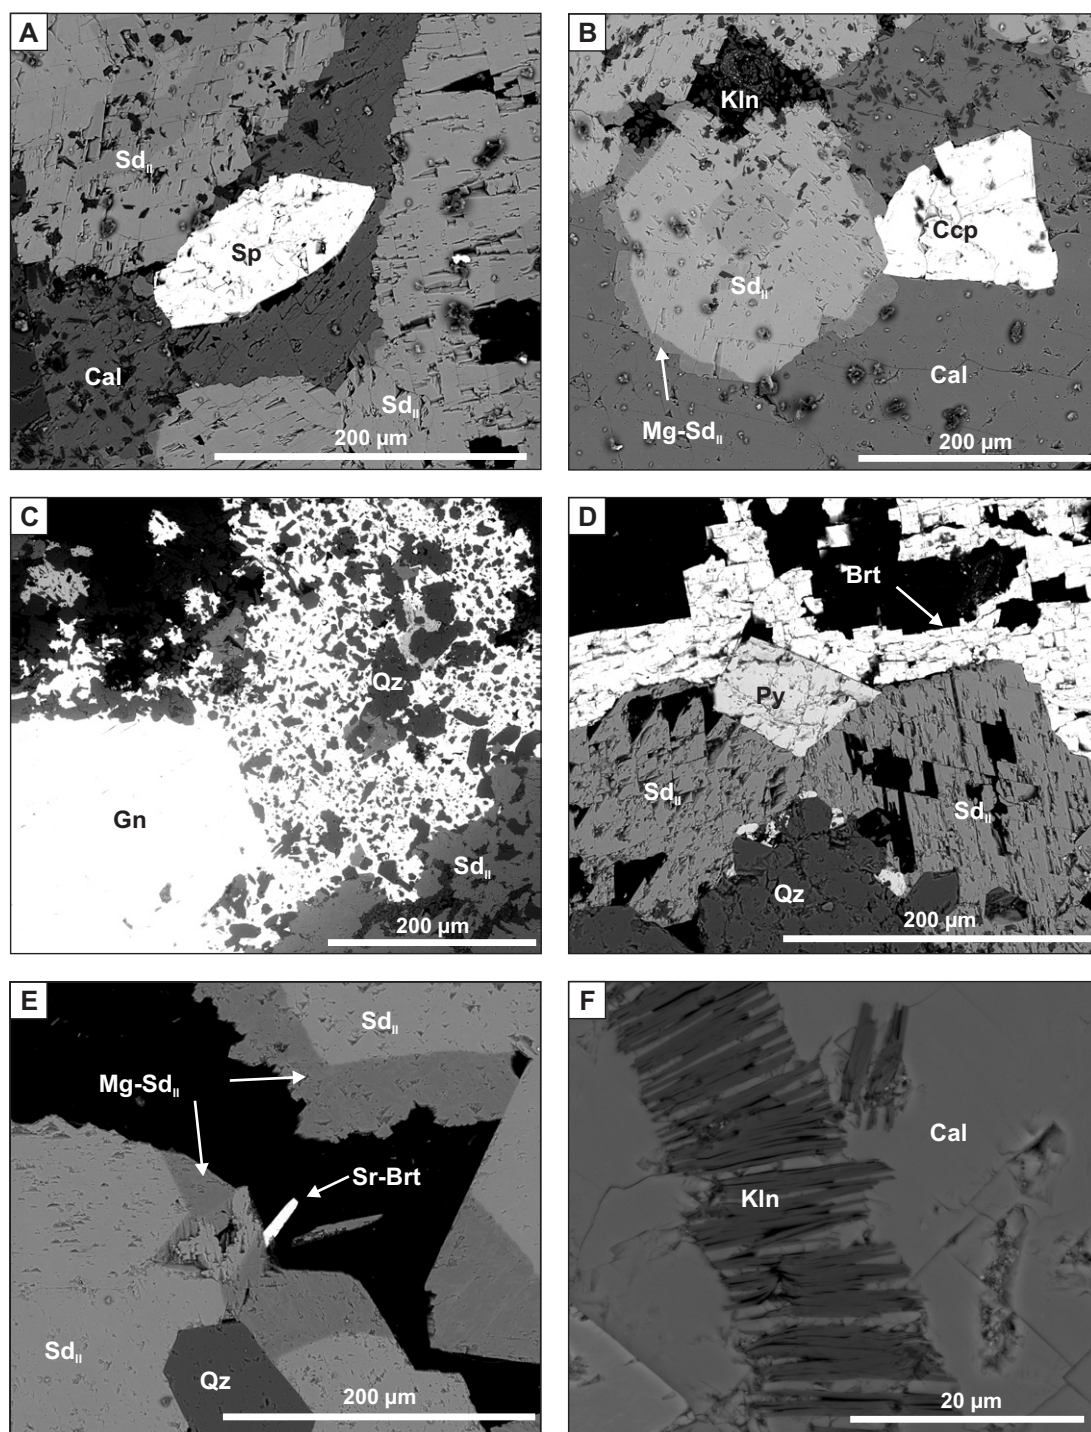 A
Sd_II
Sp
Cal
Sd_II
200 µm
B
Kln
Ccp
Sd_II
Cal
Mg-Sd_II
200 µm
C
Qz
Gn
Sd_II
200 µm
D
Brt
Py
Sd_II
Sd_II
Qz
200 µm
E
Sd_II
Mg-Sd_II
Sr-Brt
Sd_II
Qz
200 µm
F
Cal
Kln
20 µm